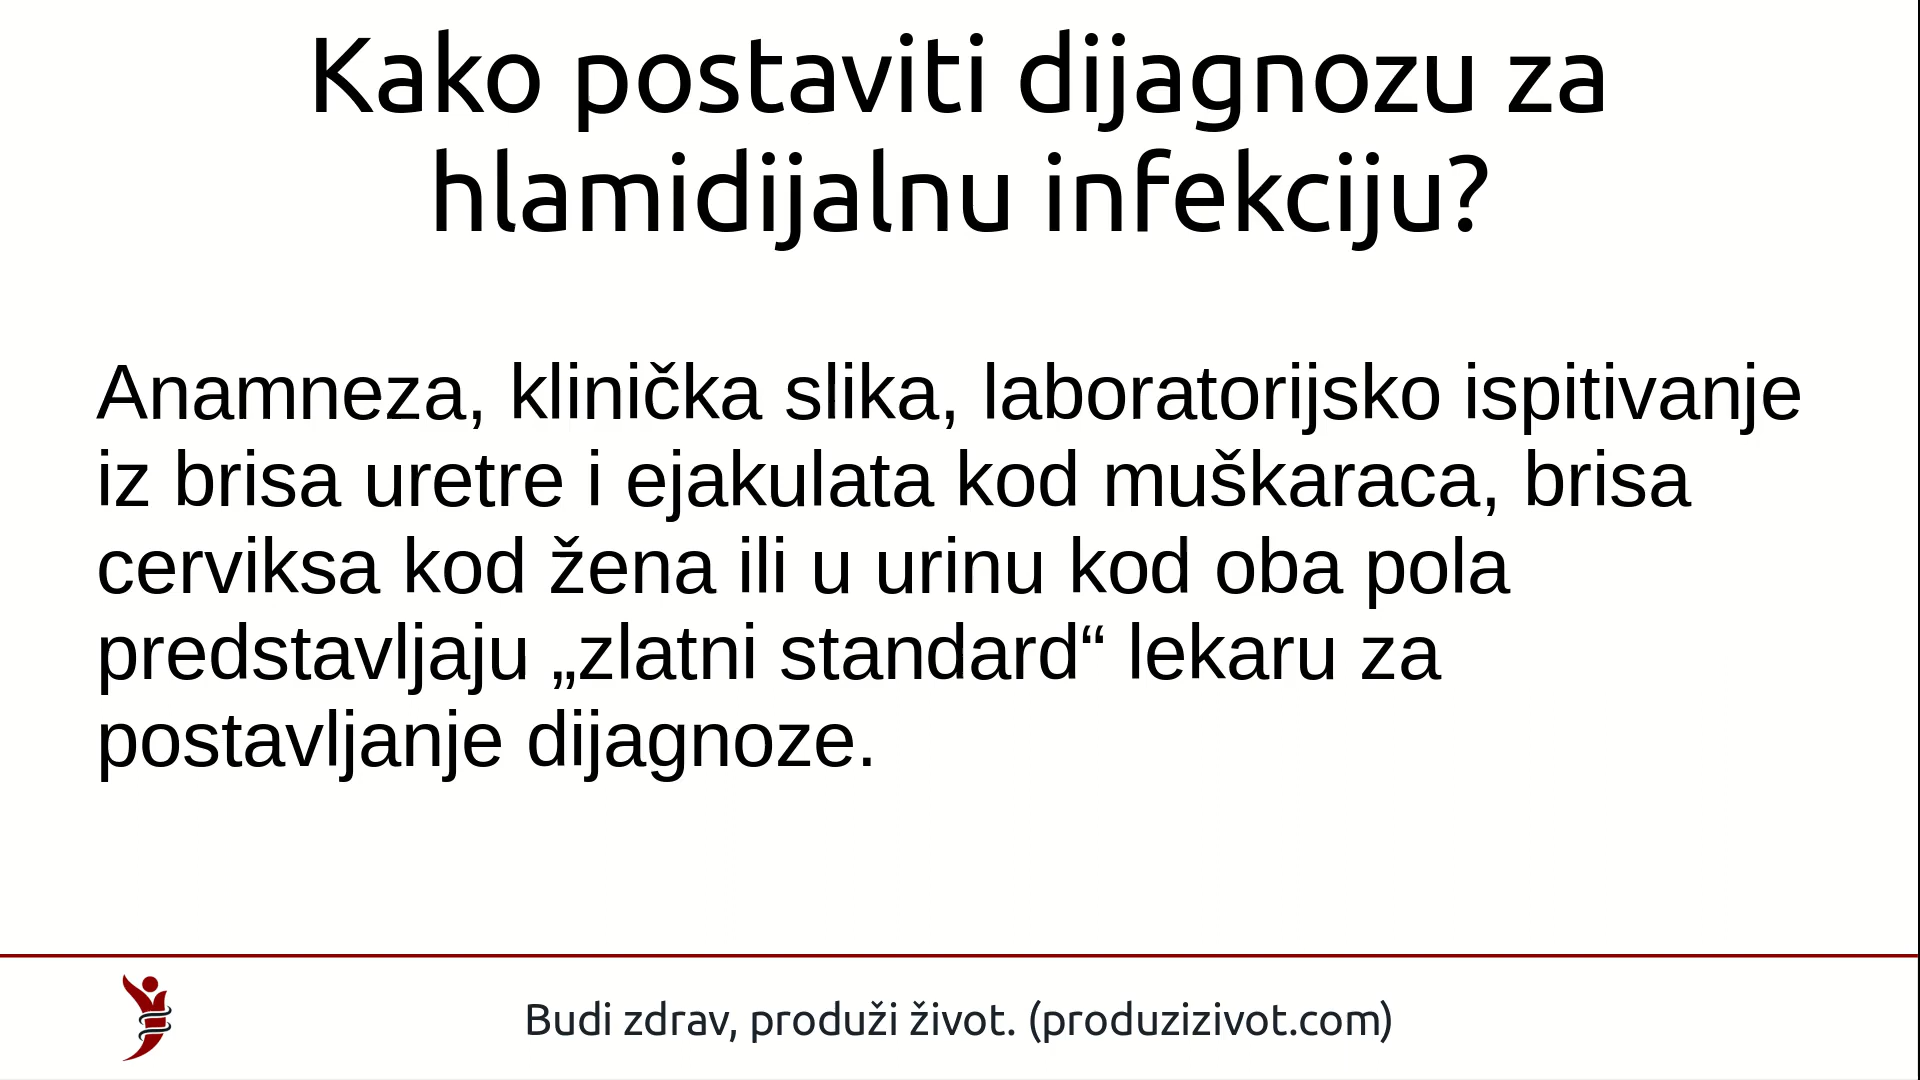 Kako postaviti dijagnozu za
hlamidijalnu infekciju?
Anamneza, klinička slika, laboratorijsko ispitivanje
iz brisa uretre i ejakulata kod muškaraca, brisa
cerviksa kod žena ili u urinu kod oba pola
predstavljaju „zlatni standard“ lekaru za
postavljanje dijagnoze.
Budi zdrav, produži život. (produzizivot.com)